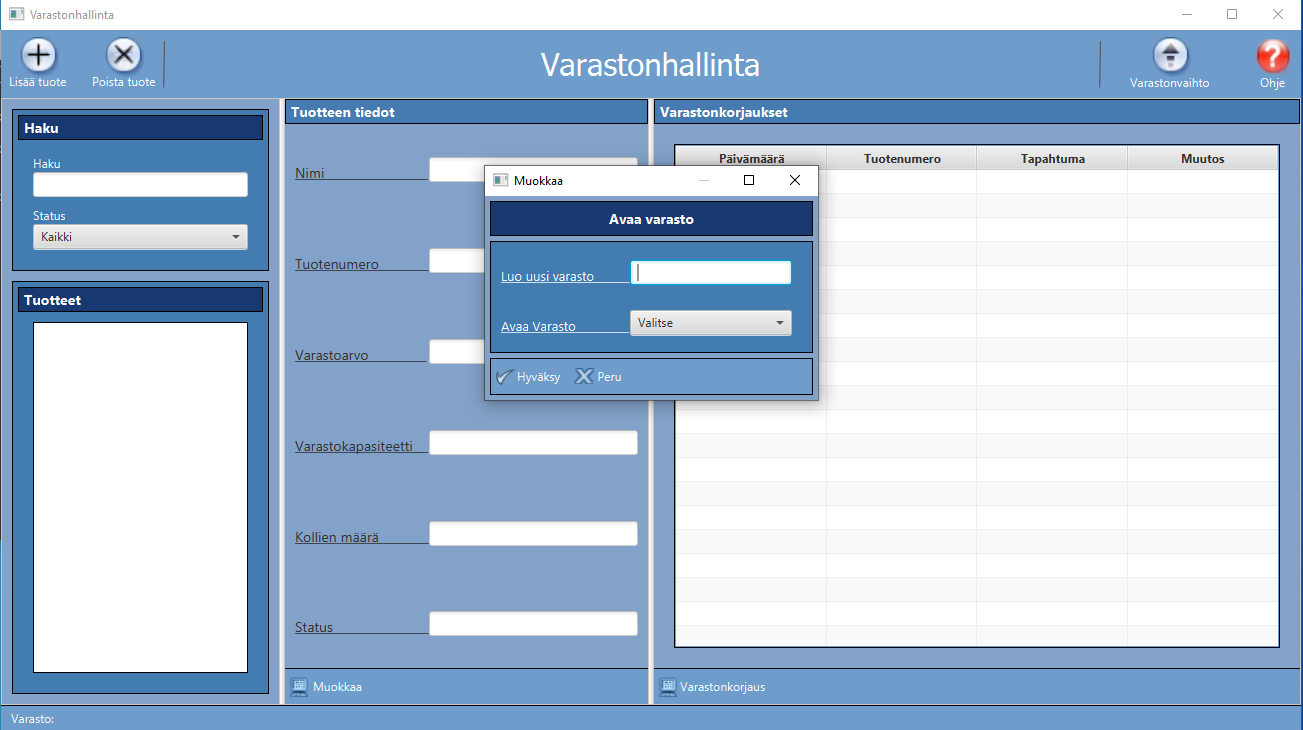 Varastonhallinta
Lisää tuote
Poista tuote
Varastonhallinta
Varastonvaihto
Ohje
Haku
Haku
Status
Kaikki
Tuotteet
Tuotteen tiedot
Nimi
Tuotenumero
Varastoarvo
Varastokapasiteetti
Kollien määrä
Status
Muokkaa
Varastonkorjaukset
Päivämäärä Tuotenumero Tapahtuma Muutos
Varastonkorjaus
Muokkaa
Avaa varasto
Luo uusi varasto
Avaa Varasto Valitse
Hyväksy Peru
Varasto: